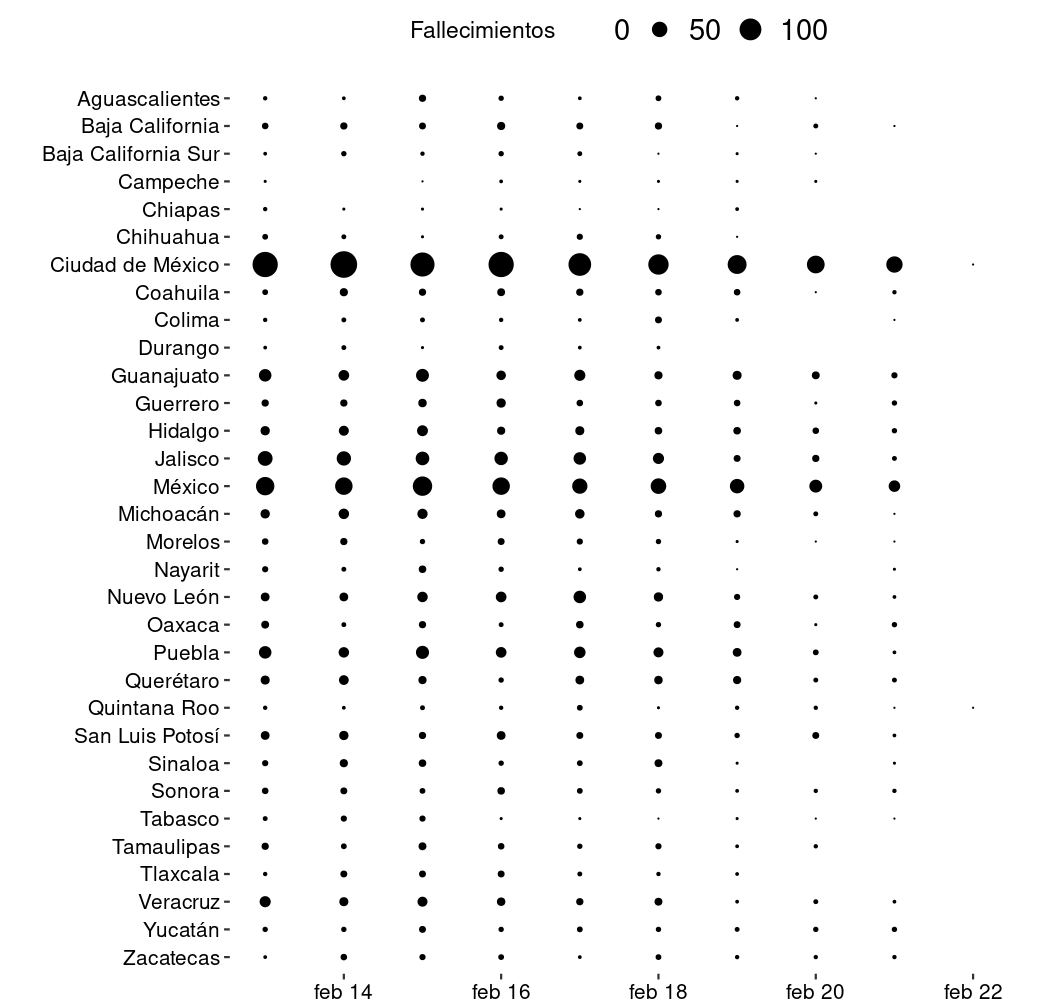 Fallecimientos 0 50 100
Aguascalientes
Baja California
Baja California Sur
Campeche
Chiapas
Chihuahua
Ciudad de México
Coahuila
Colima
Durango
Guanajuato
Guerrero
Hidalgo
Jalisco
México
Michoacán
Morelos
Nayarit
Nuevo León
Oaxaca
Puebla
Querétaro
Quintana Roo
San Luis Potosí
Sinaloa
Sonora
Tabasco
Tamaulipas
Tlaxcala
Veracruz
Yucatán
Zacatecas
feb 14 feb 16 feb 18 feb 20 feb 22